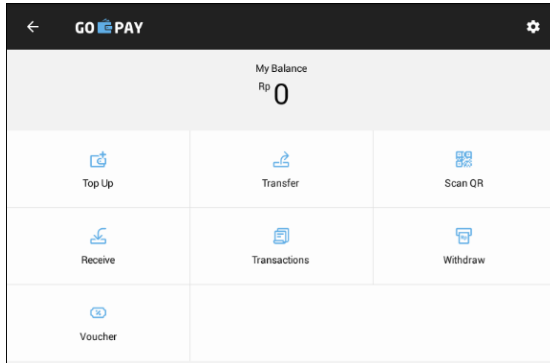 GO PAY
My Balance
Rp 0
Top Up
Transfer
Scan QR
Receive
Transactions
Withdraw
Voucher